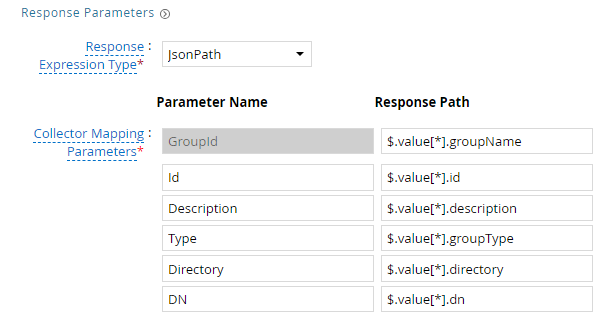 Response Parameters
Response :
Expression Type*
JsonPath
Parameter Name Response Path
Collector Mapping :
Parameters*
GroupId $.value[*].groupName
Id $.value[*].id
Description $.value[*].description
Type $.value[*].groupType
Directory $.value[*].directory
DN $.value[*].dn